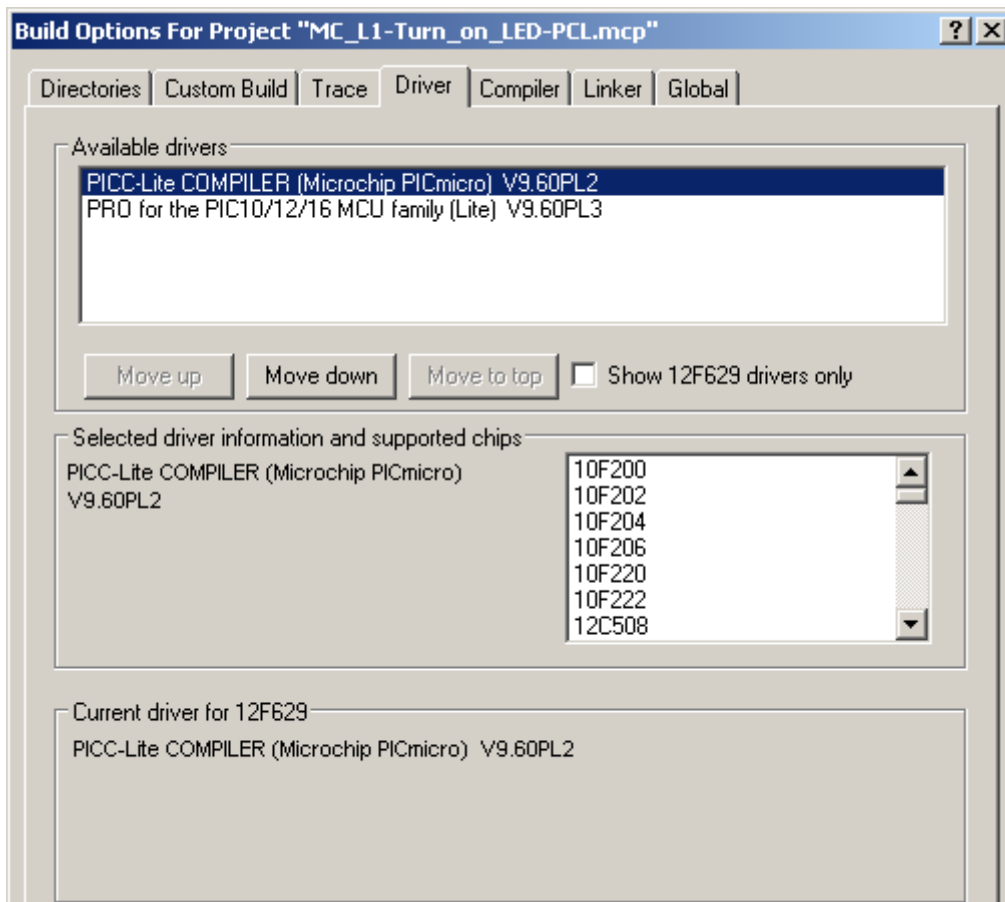 Build Options For Project "MC_L1-Turn_on_LED-PCL.mcp"
Directories Custom Build Trace Driver Compiler Linker Global
Available drivers
PICC-Lite COMPILER (Microchip PICmicro) V9.60PL2
PRO for the PIC10/12/16 MCU family (Lite) V9.60PL3
Move up Move down Move to top Show 12F629 drivers only
Selected driver information and supported chips
PICC-Lite COMPILER (Microchip PICmicro)
V9.60PL2
10F200
10F202
10F204
10F206
10F220
10F222
12C508
Current driver for 12F629
PICC-Lite COMPILER (Microchip PICmicro) V9.60PL2